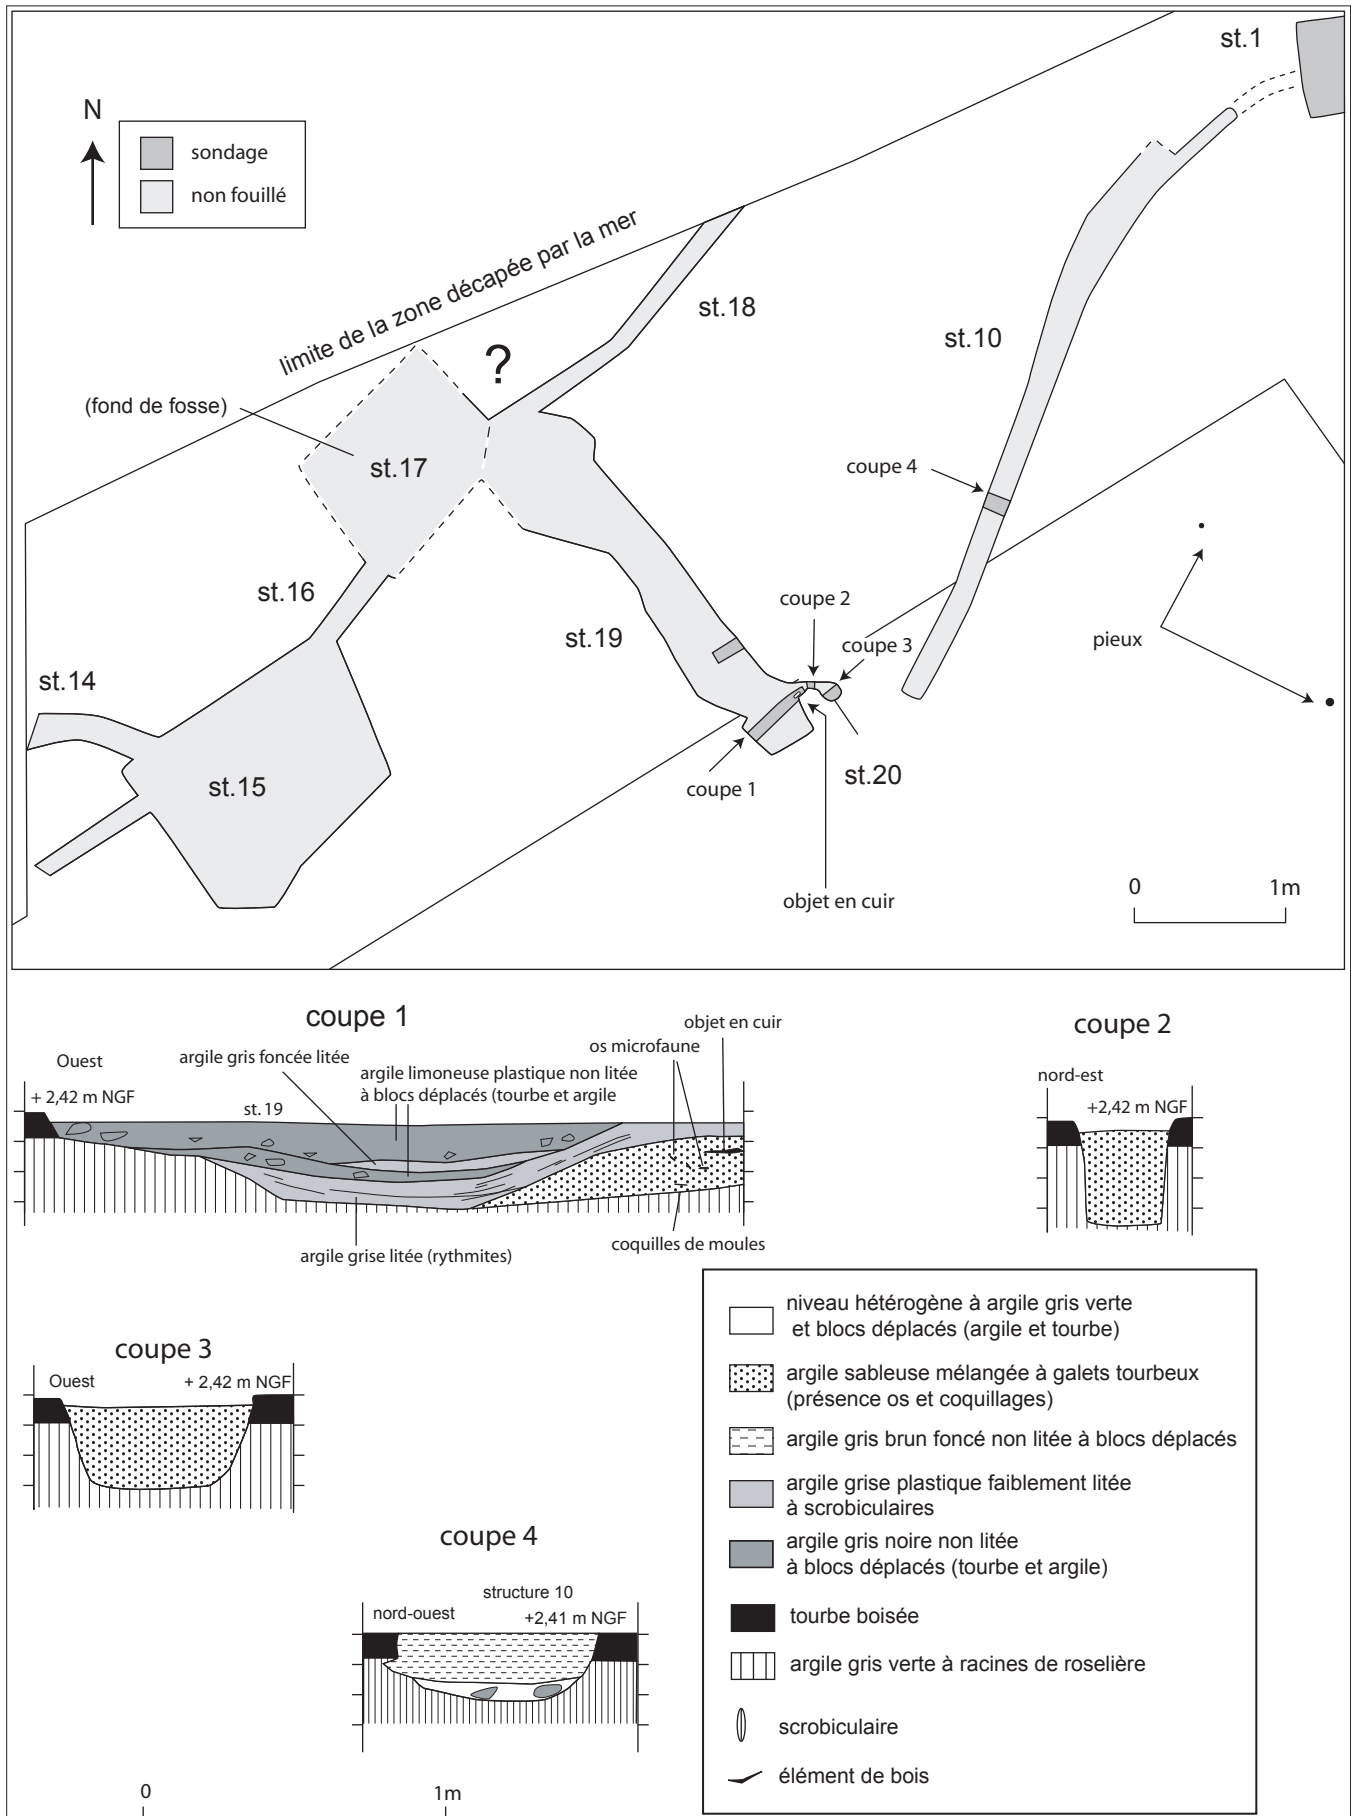 st.1
N
sondage
non fouillé
limite de la zone décapée par la mer
st.18
?
st.10
(fond de fosse)
st.17
coupe 4
st.16
coupe 2
st.19
coupe 3
pieux
st.14
st.15
st.20
coupe 1
objet en cuir
0
1m
coupe 1
objet en cuir
coupe 2
os microfaune
Ouest
argile gris foncée litée
argile limoneuse plastique non litée
à blocs déplacés (tourbe et argile
nord-est
+ 2,42 m NGF
st.19
+2,42 m NGF
argile grise litée (rythmites)
coquilles de moules
coupe 3
Ouest
+ 2,42 m NGF
coupe 4
structure 10
nord-ouest
+2,41 m NGF
niveau hétérogène à argile gris verte
et blocs déplacés (argile et tourbe)
argile sableuse mélangée à galets tourbeux
(présence os et coquillages)
argile gris brun foncé non litée à blocs déplacés
argile grise plastique faiblement litée
à scrobiculaires
argile gris noire non litée
à blocs déplacés (tourbe et argile)
tourbe boisée
argile gris verte à racines de roselière
scrobiculaire
élément de bois
0
1m